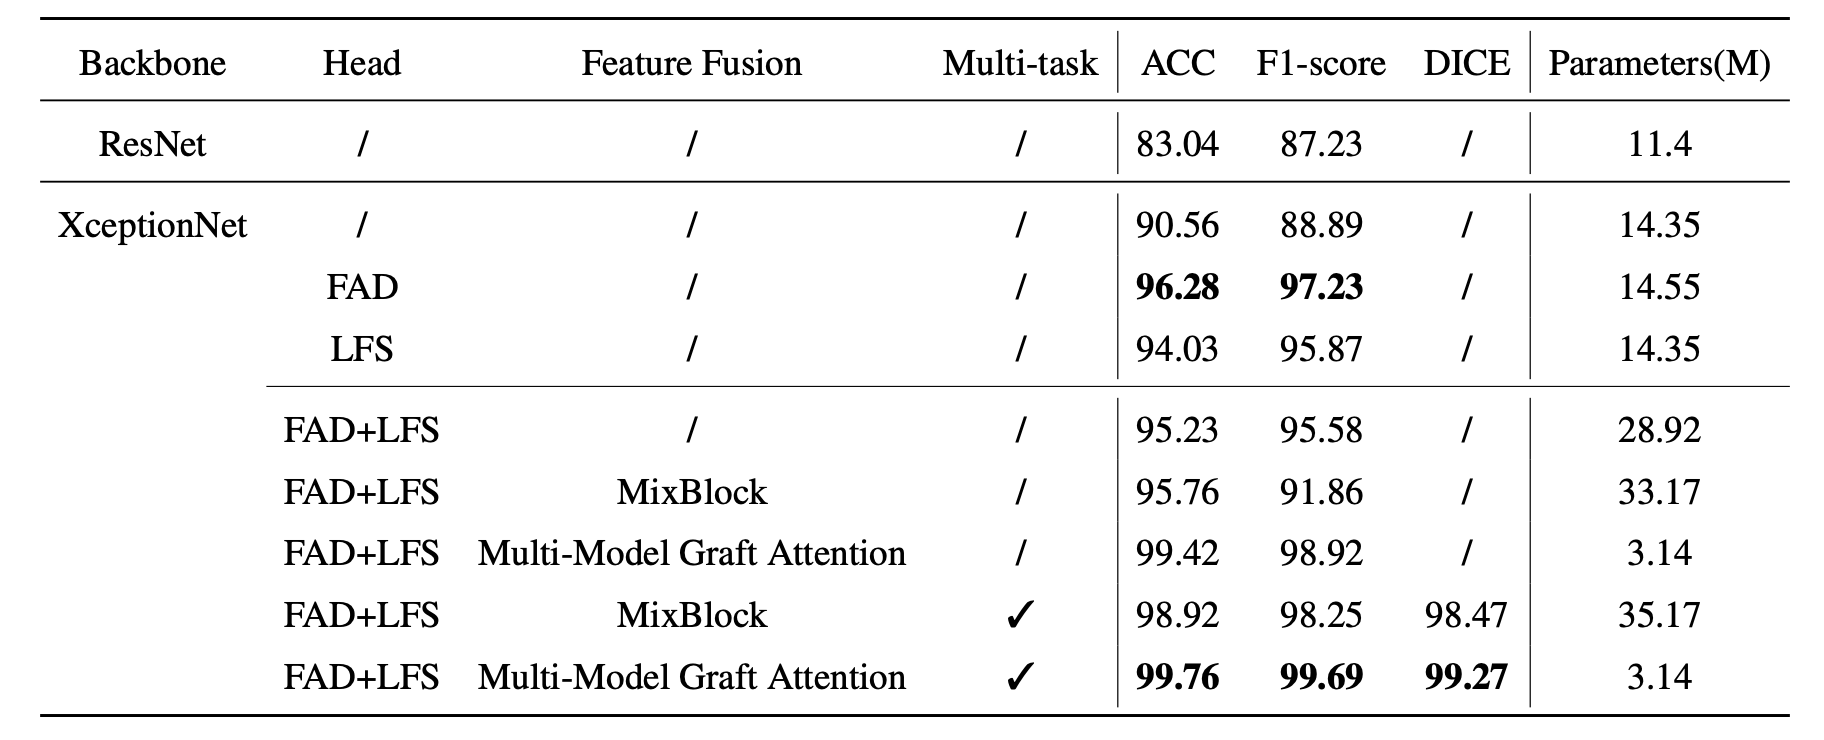 Backbone Head Feature Fusion Multi-task ACC F1-score DICE Parameters(M)
ResNet / / / 83.04 87.23 / 11.4
XceptionNet / / / 90.56 88.89 / 14.35
FAD / / 96.28 97.23 / 14.55
LFS / / 94.03 95.87 / 14.35
FAD+LFS / / 95.23 95.58 / 28.92
FAD+LFS MixBlock / 95.76 91.86 / 33.17
FAD+LFS Multi-Model Graft Attention / 99.42 98.92 / 3.14
FAD+LFS MixBlock ✓ 98.92 98.25 98.47 35.17
FAD+LFS Multi-Model Graft Attention ✓ 99.76 99.69 99.27 3.14